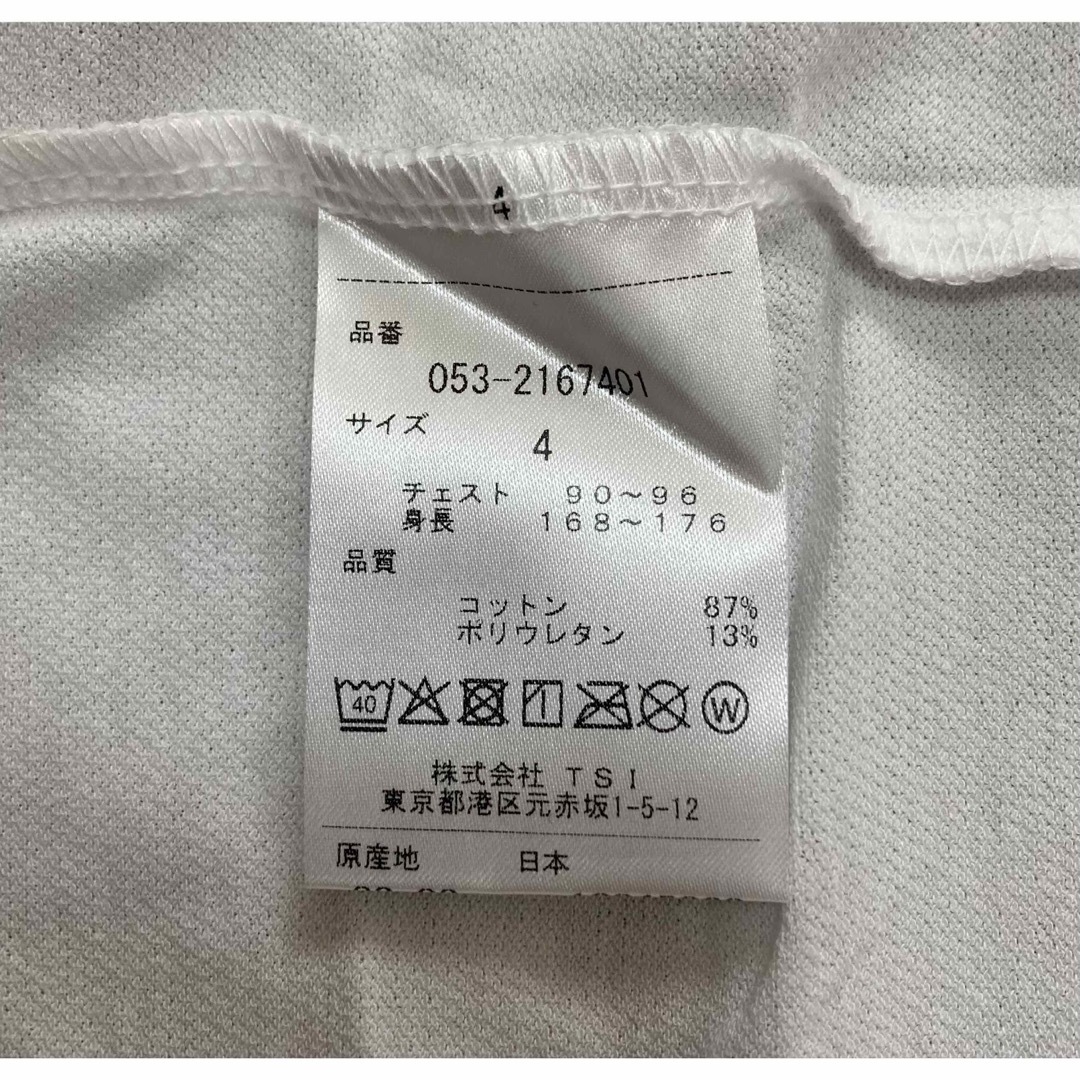 4
品番
053-2167401
サイズ
4
チェスト 90～96
身長 168～176
品質
コットン 87%
ポリウレタン 13%
40 W
株式会社 TSI
東京都港区元赤坂1-5-12
原産地 日本